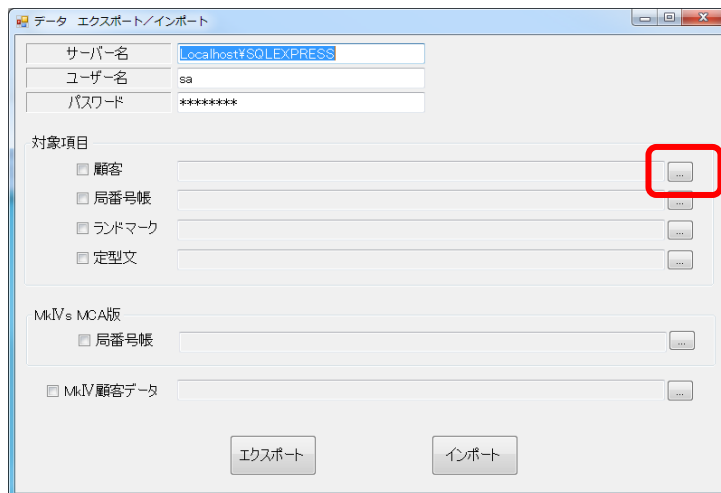 データ エクスポート／インポート
サーバー名 Localhost¥SQLEXPRESS
ユーザー名 sa
パスワード ********
対象項目
顧客 ...
局番号帳 ...
ランドマーク ...
定型文 ...
MkⅣs MCA版
局番号帳 ...
MkⅣ顧客データ ...
エクスポート インポート